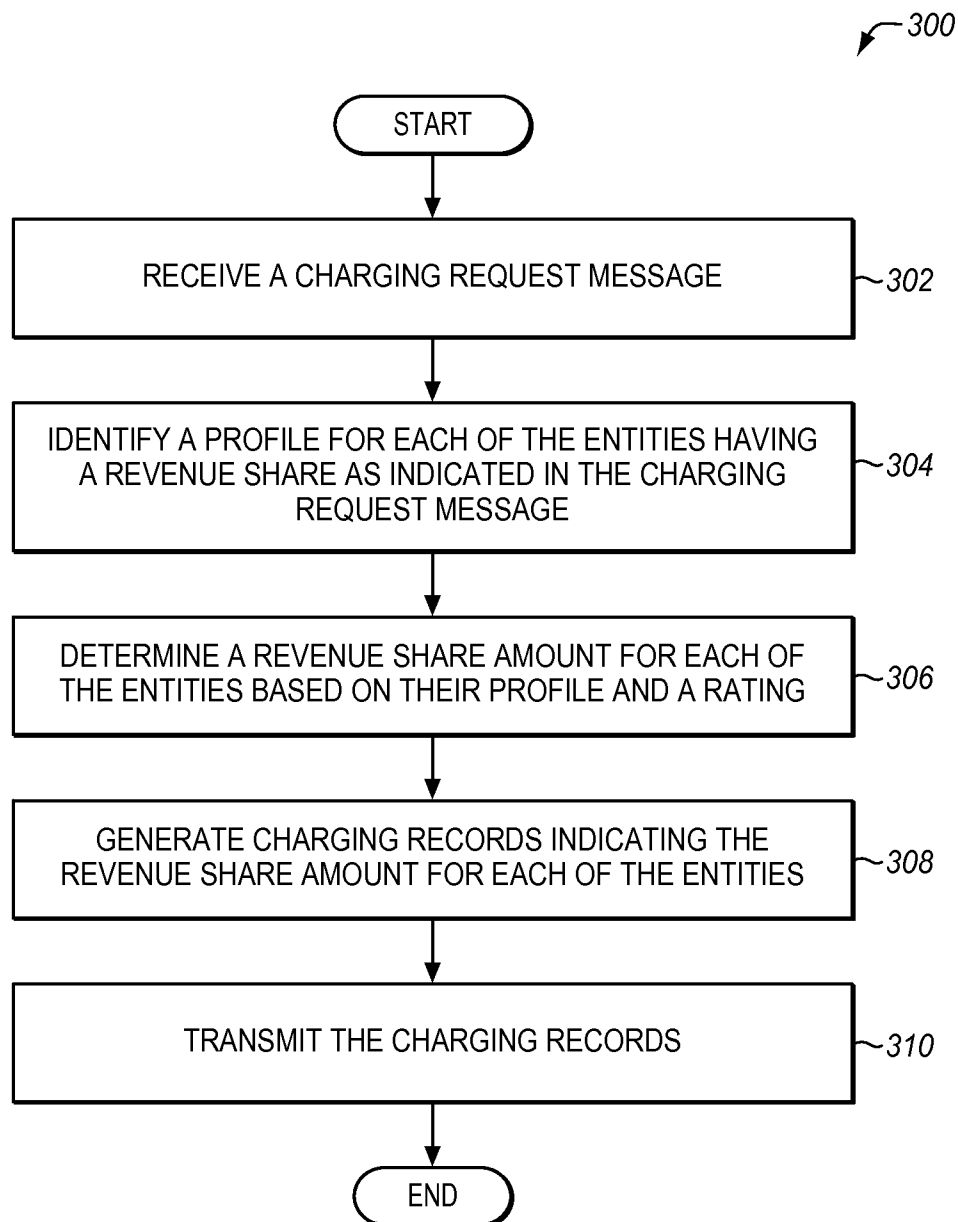 300
START
RECEIVE A CHARGING REQUEST MESSAGE
302
IDENTIFY A PROFILE FOR EACH OF THE ENTITIES HAVING
A REVENUE SHARE AS INDICATED IN THE CHARGING
REQUEST MESSAGE
304
DETERMINE A REVENUE SHARE AMOUNT FOR EACH OF
THE ENTITIES BASED ON THEIR PROFILE AND A RATING
306
GENERATE CHARGING RECORDS INDICATING THE
REVENUE SHARE AMOUNT FOR EACH OF THE ENTITIES
308
TRANSMIT THE CHARGING RECORDS
310
END